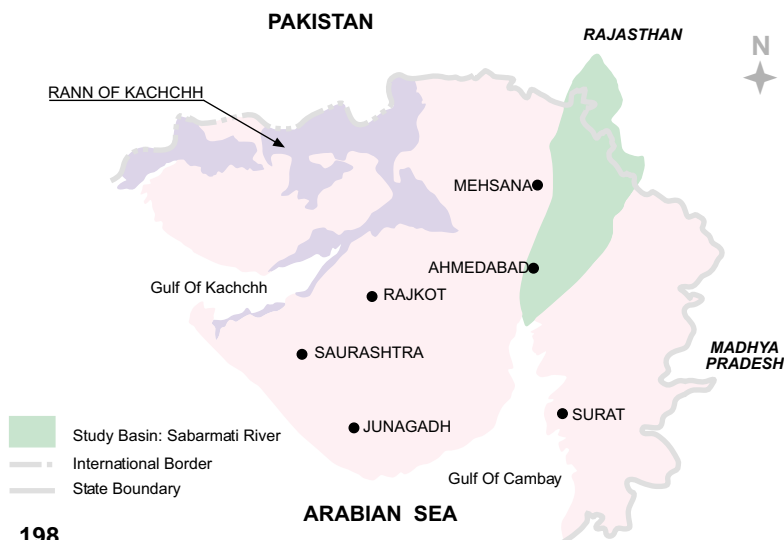 PAKISTAN
RAJASTHAN
N
RANN OF KACHCHH
MEHSANA
AHMEDABAD
Gulf Of Kachchh
RAJKOT
SAURASHTRA
MADHYA
PRADESH
SURAT
JUNAGADH
Study Basin: Sabarmati River
International Border
State Boundary
Gulf Of Cambay
ARABIAN SEA
198